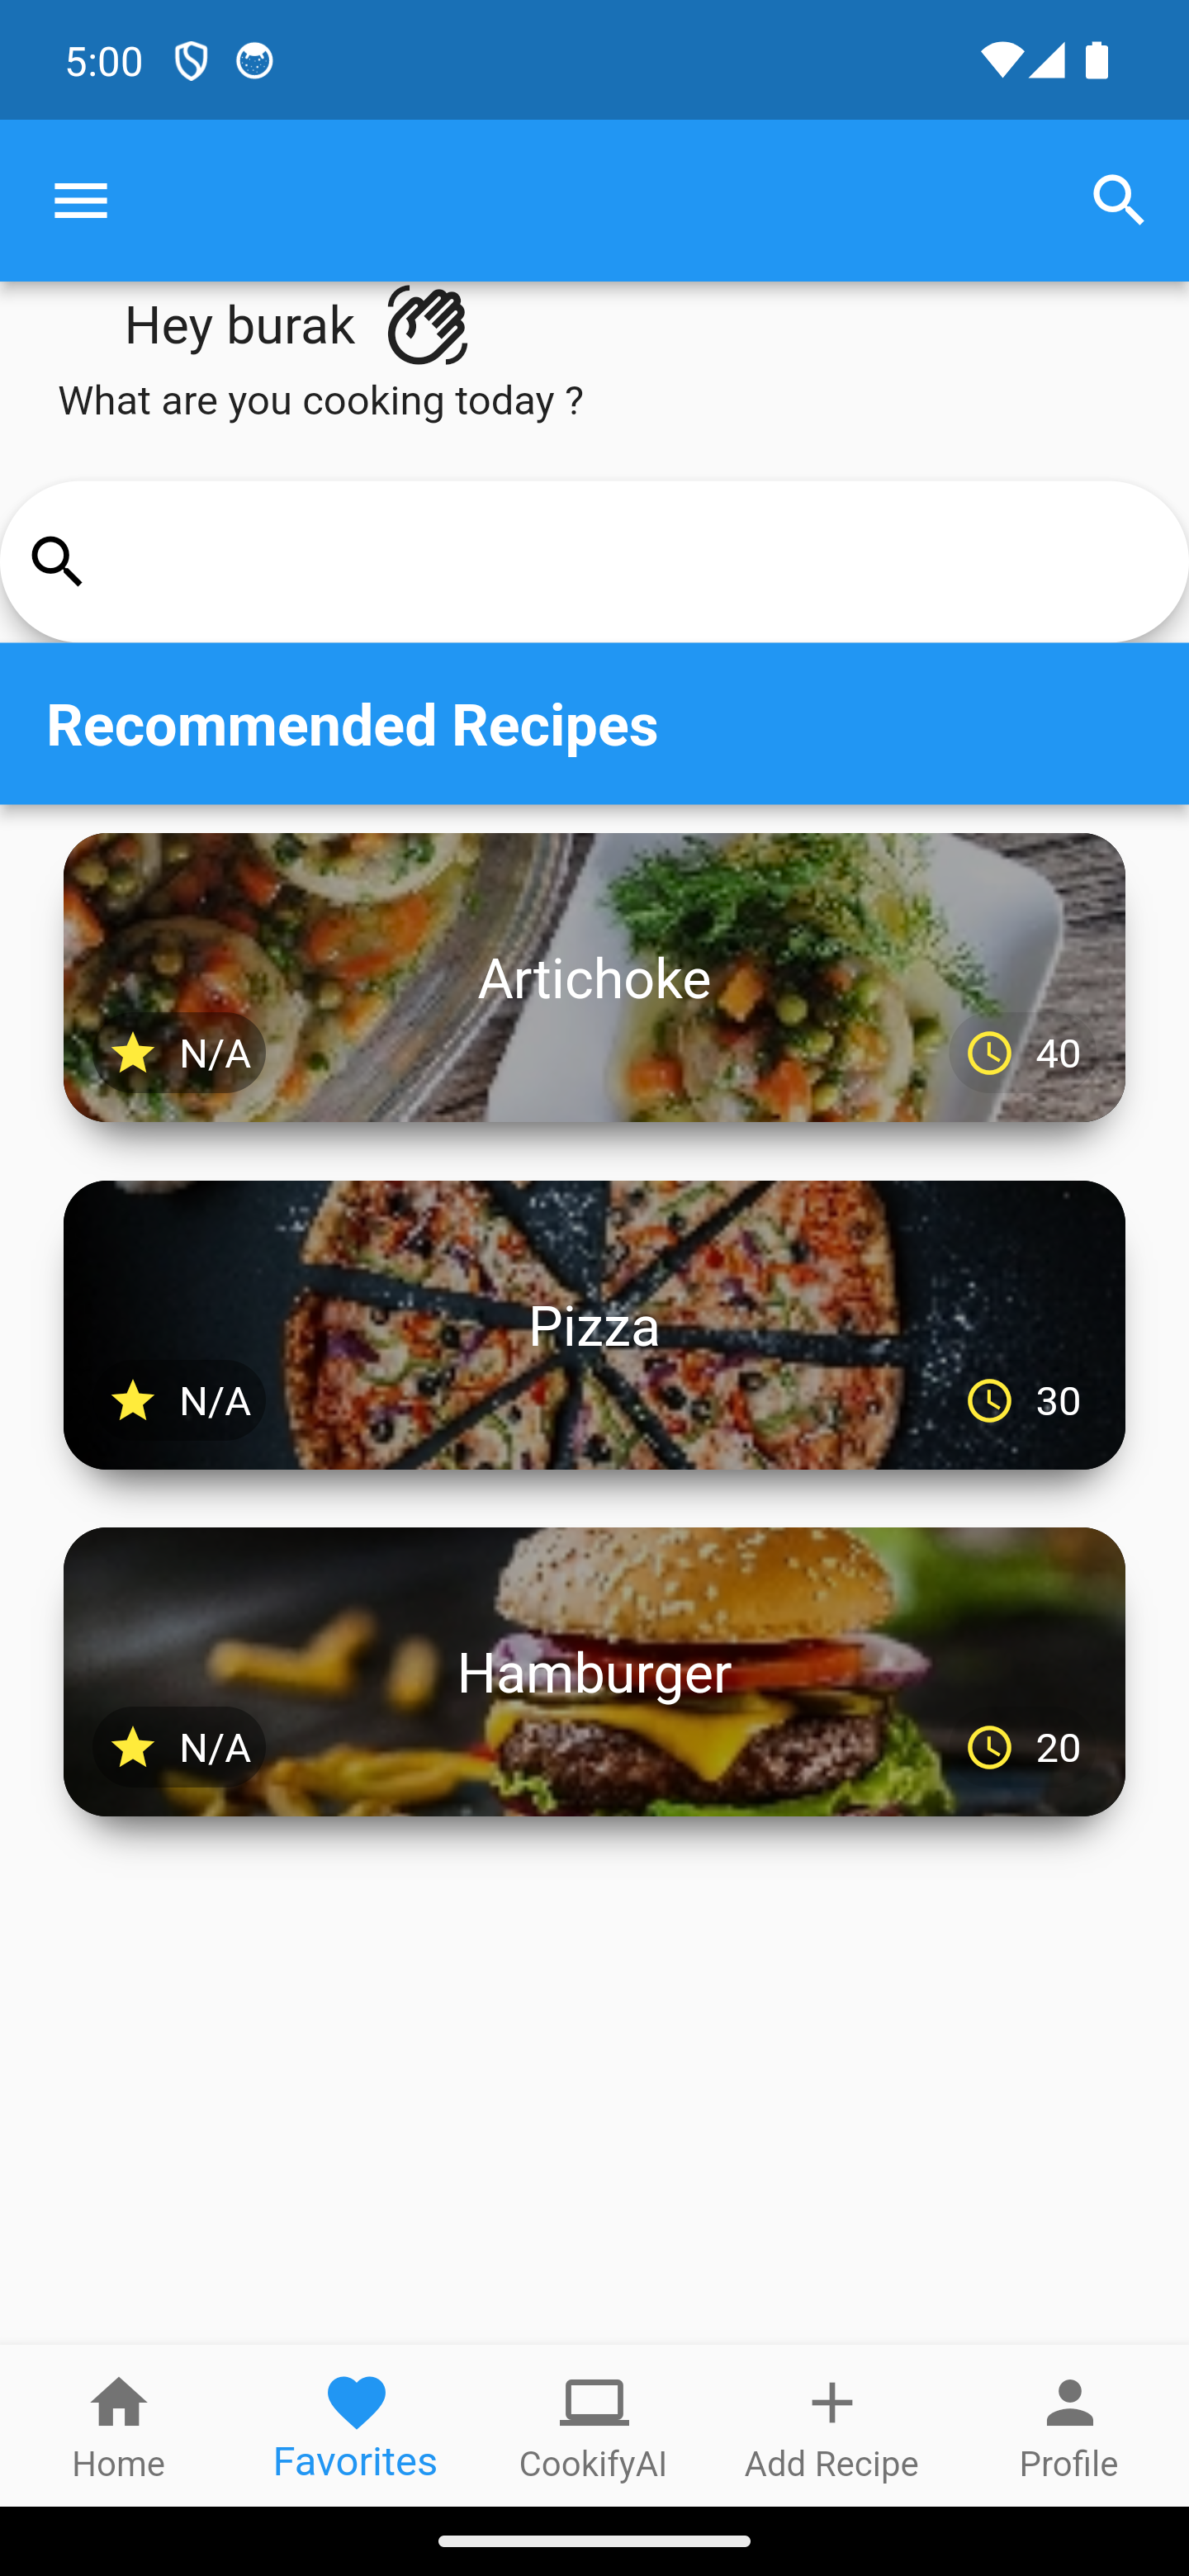 5:00
Hey burak
What are you cooking today ?
Recommended Recipes
Artichoke
N/A
40
Pizza
N/A
30
Hamburger
N/A
20
Home
Favorites
CookifyAI
Add Recipe
Profile